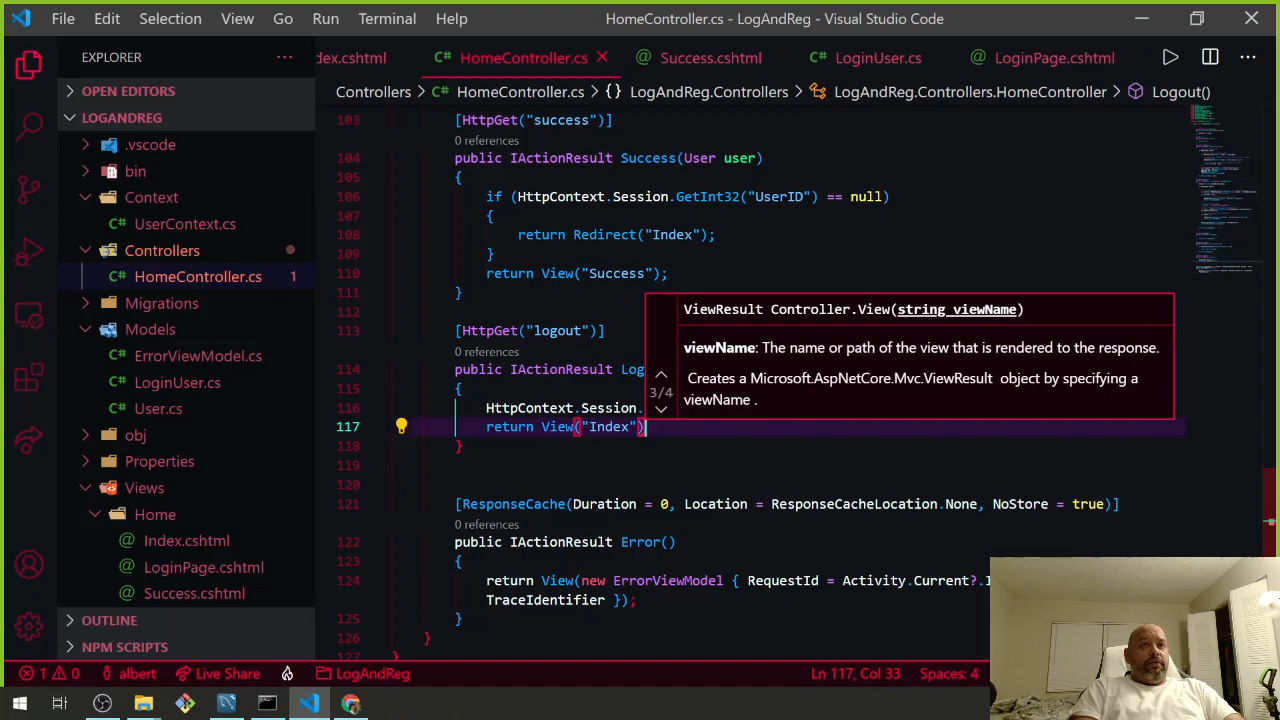 File Edit Selection View Go Run Terminal Help HomeController.cs - LogAndReg - Visual Studio Code
EXPLORER
OPEN EDITORS
LOGANDREG
.vscode
bin
Context
UserContext.cs
Controllers
HomeController.cs 1
Migrations
Models
ErrorViewModel.cs
LoginUser.cs
User.cs
obj
Properties
Views
Home
Index.cshtml
LoginPage.cshtml
Success.cshtml
OUTLINE
NPM SCRIPTS
dex.cshtml HomeController.cs Success.cshtml LoginUser.cs LoginPage.cshtml
Controllers > HomeController.cs > {} LogAndReg.Controllers > LogAndReg.Controllers.HomeController > Logout()
103 [HttpGet("success")]
0 references
104 public IActionResult Success(User user)
105 {
106 if (HttpContext.Session.GetInt32("UserID") == null)
107 {
108 return Redirect("Index");
109 }
110 return View("Success");
111 }
112
113 [HttpGet("logout")]
0 references
114 public IActionResult Log
115 {
116 HttpContext.Session.
117 return View("Index")
118 }
119
120
121 [ResponseCache(Duration = 0, Location = ResponseCacheLocation.None, NoStore = true)]
0 references
122 public IActionResult Error()
123 {
124 return View(new ErrorViewModel { RequestId = Activity.Current?.I
TraceIdentifier });
125 }
126 }
127 }
ViewResult Controller.View(string viewName)
viewName: The name or path of the view that is rendered to the response.
3/4
Creates a Microsoft.AspNetCore.Mvc.ViewResult object by specifying a
viewName .
1 0 albert Live Share LogAndReg Ln 117, Col 33 Spaces: 4